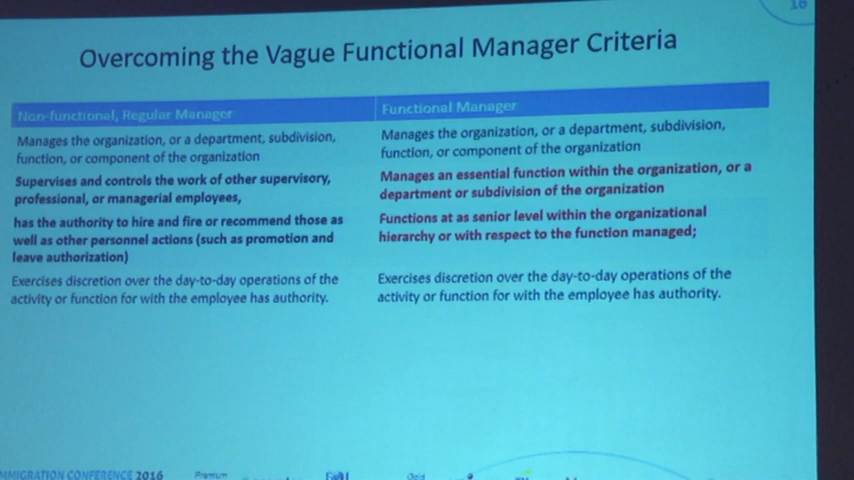 16
Overcoming the Vague Functional Manager Criteria
Non-functional, Regular Manager
Functional Manager
Manages the organization, or a department, subdivision,
function, or component of the organization
Manages the organization, or a department, subdivision,
function, or component of the organization
Supervises and controls the work of other supervisory,
professional, or managerial employees,
Manages an essential function within the organization, or a
department or subdivision of the organization
has the authority to hire and fire or recommend those as
well as other personnel actions (such as promotion and
leave authorization)
Functions at as senior level within the organizational
hierarchy or with respect to the function managed;
Exercises discretion over the day-to-day operations of the
activity or function for with the employee has authority.
Exercises discretion over the day-to-day operations of the
activity or function for with the employee has authority.
MMIGRATION CONFERENCE 2016
Premium
Gold